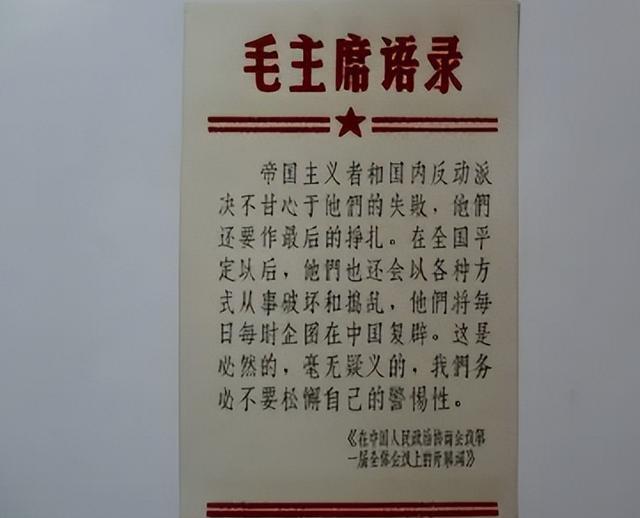 毛主席语录
帝国主义者和国内反动派
决不甘心于他們的失敗，他們
还要作最后的挣扎。在全国平
定以后，他們也还会以各种方
式从事破坏和搗乱，他們将每
日每时企图在中国复辟。这是
必然的，毫无疑义的，我們务
必不要松懈自己的警惕性。
《在中国人民政治协商会议第
一届全体会议上的开幕词》